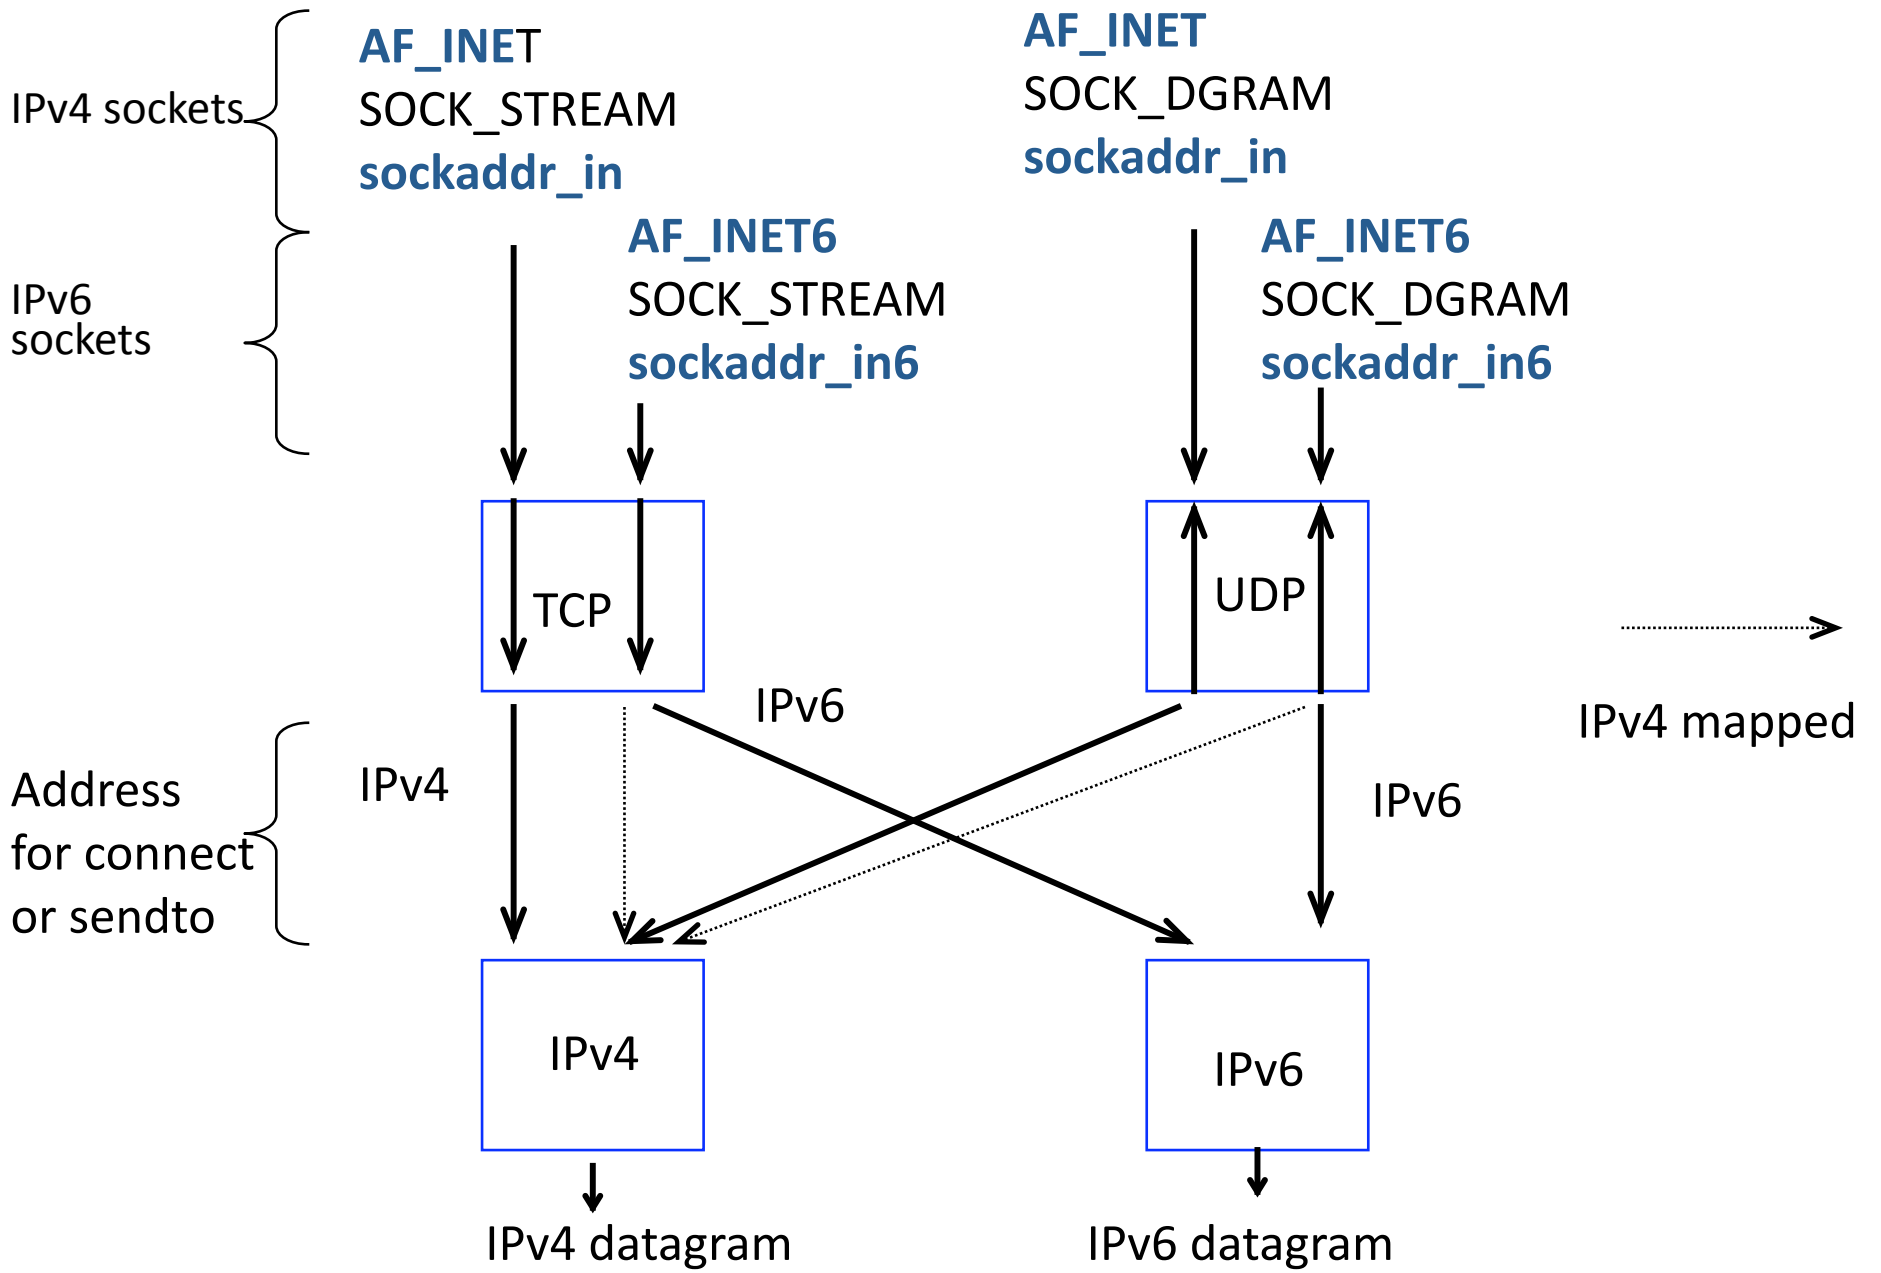 IPv4 sockets
AF_INET
SOCK_STREAM
sockaddr_in
AF_INET
SOCK_DGRAM
sockaddr_in
IPv6
sockets
AF_INET6
SOCK_STREAM
sockaddr_in6
AF_INET6
SOCK_DGRAM
sockaddr_in6
TCP
UDP
IPv4 mapped
Address
for connect
or sendto
IPv4
IPv6
IPv6
IPv4
IPv6
IPv4 datagram
IPv6 datagram